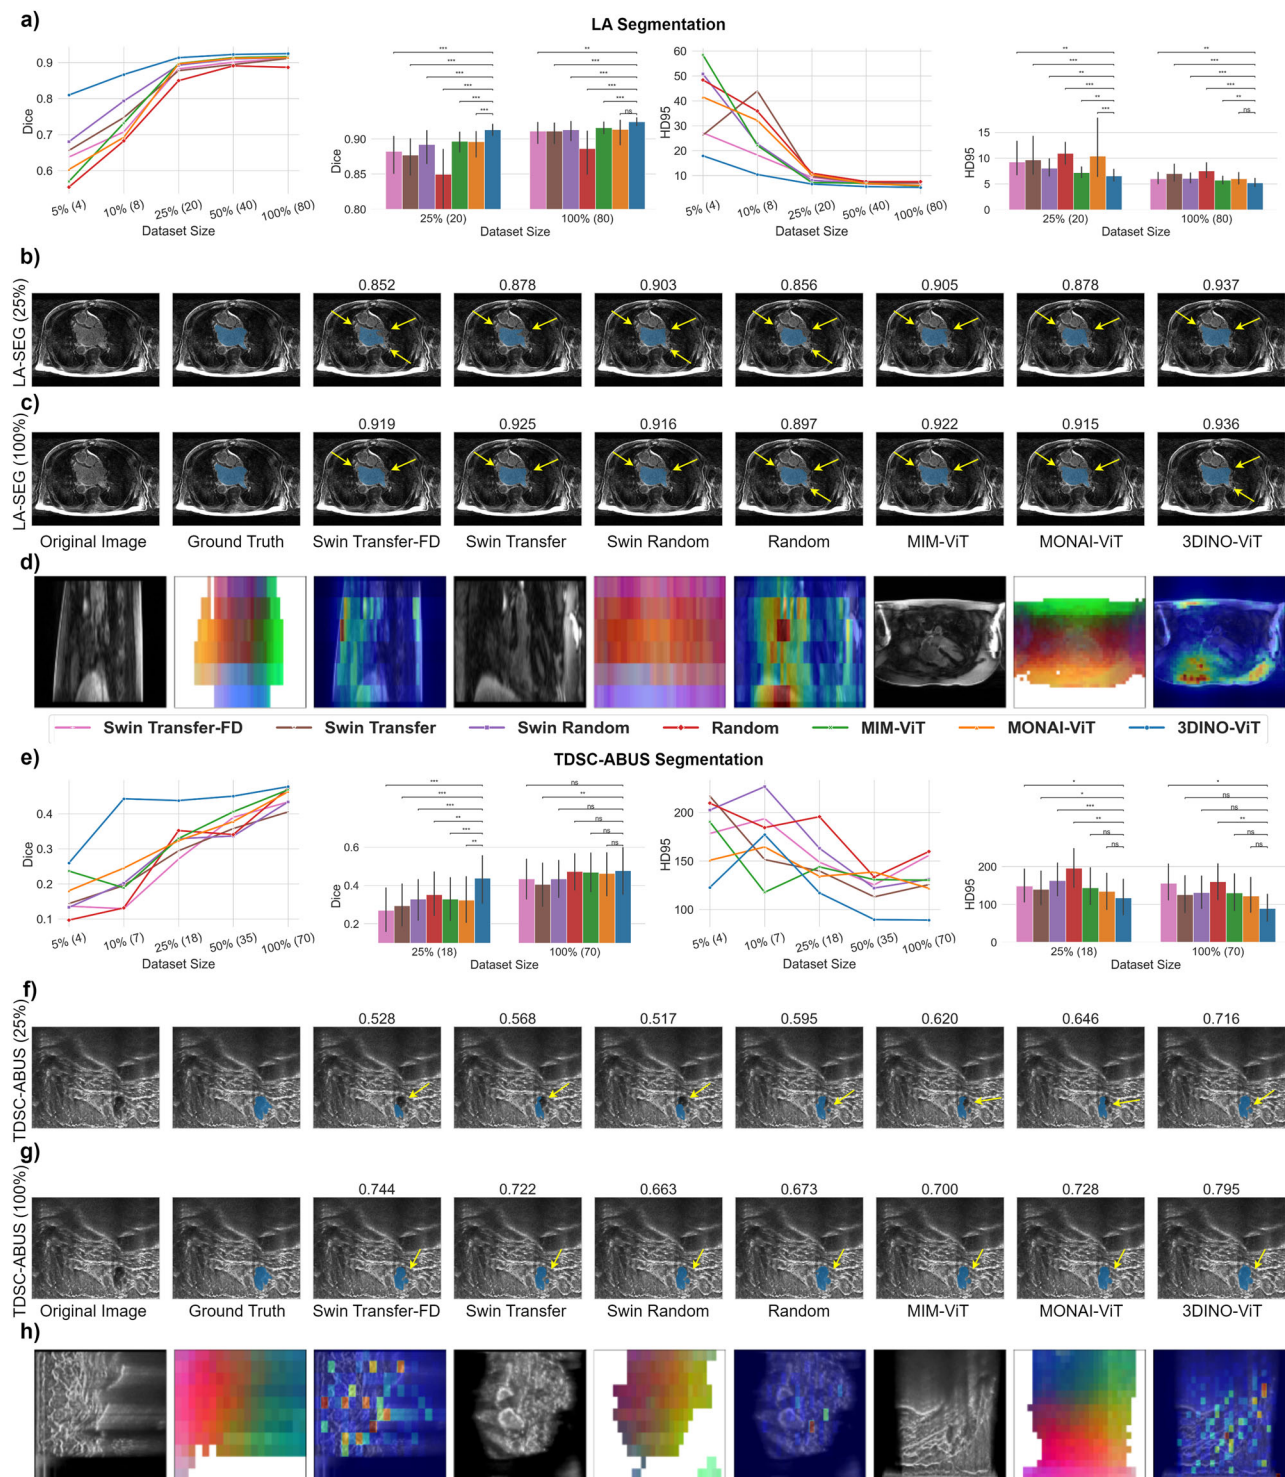 a)
LA Segmentation
Dice
0.9
0.8
0.7
0.6
5% (4) 10% (8) 25% (20) 50% (40) 100% (80)
Dataset Size
Dice
0.90
0.85
0.80
*** *** *** *** *** ***
** *** *** *** *** ns
25% (20) 100% (80)
Dataset Size
HD95
60
50
40
30
20
10
5% (4) 10% (8) 25% (20) 50% (40) 100% (80)
Dataset Size
HD95
15
10
5
0
** *** ** *** ** ***
** *** *** *** ** ns
25% (20) 100% (80)
Dataset Size
b)
LA-SEG (25%)
0.852 0.878 0.903 0.856 0.905 0.878 0.937
c)
LA-SEG (100%)
0.919 0.925 0.916 0.897 0.922 0.915 0.936
Original Image Ground Truth Swin Transfer-FD Swin Transfer Swin Random Random MIM-ViT MONAI-ViT 3DINO-ViT
d)
Swin Transfer-FD Swin Transfer Swin Random Random MIM-ViT MONAI-ViT 3DINO-ViT
e)
TDSC-ABUS Segmentation
Dice
0.4
0.3
0.2
0.1
5% (4) 10% (7) 25% (18) 50% (35) 100% (70)
Dataset Size
Dice
0.6
0.4
0.2
*** *** *** ** *** **
ns ** ns ns ns ns
25% (18) 100% (70)
Dataset Size
HD95
200
150
100
5% (4) 10% (7) 25% (18) 50% (35) 100% (70)
Dataset Size
HD95
200
100
0
* * *** ** ns ns
* ns ns ** ns ns
25% (18) 100% (70)
Dataset Size
f)
TDSC-ABUS (25%)
0.528 0.568 0.517 0.595 0.620 0.646 0.716
g)
TDSC-ABUS (100%)
0.744 0.722 0.663 0.673 0.700 0.728 0.795
Original Image Ground Truth Swin Transfer-FD Swin Transfer Swin Random Random MIM-ViT MONAI-ViT 3DINO-ViT
h)